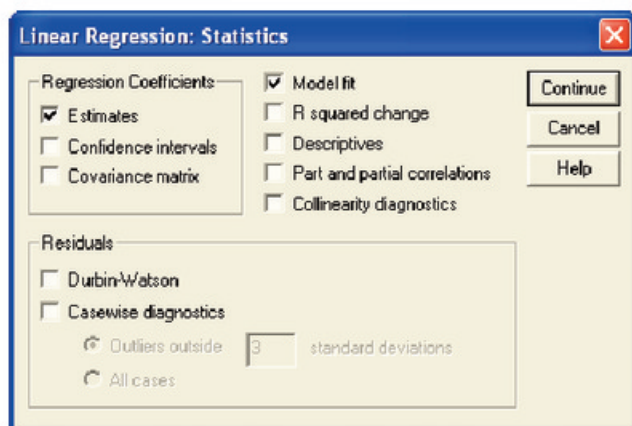 Linear Regression: Statistics
Regression Coefficients
Estimates
Confidence intervals
Covariance matrix
Model fit
R squared change
Descriptives
Part and partial correlations
Collinearity diagnostics
Continue
Cancel
Help
Residuals
Durbin-Watson
Casewise diagnostics
Outliers outside 3 standard deviations
All cases